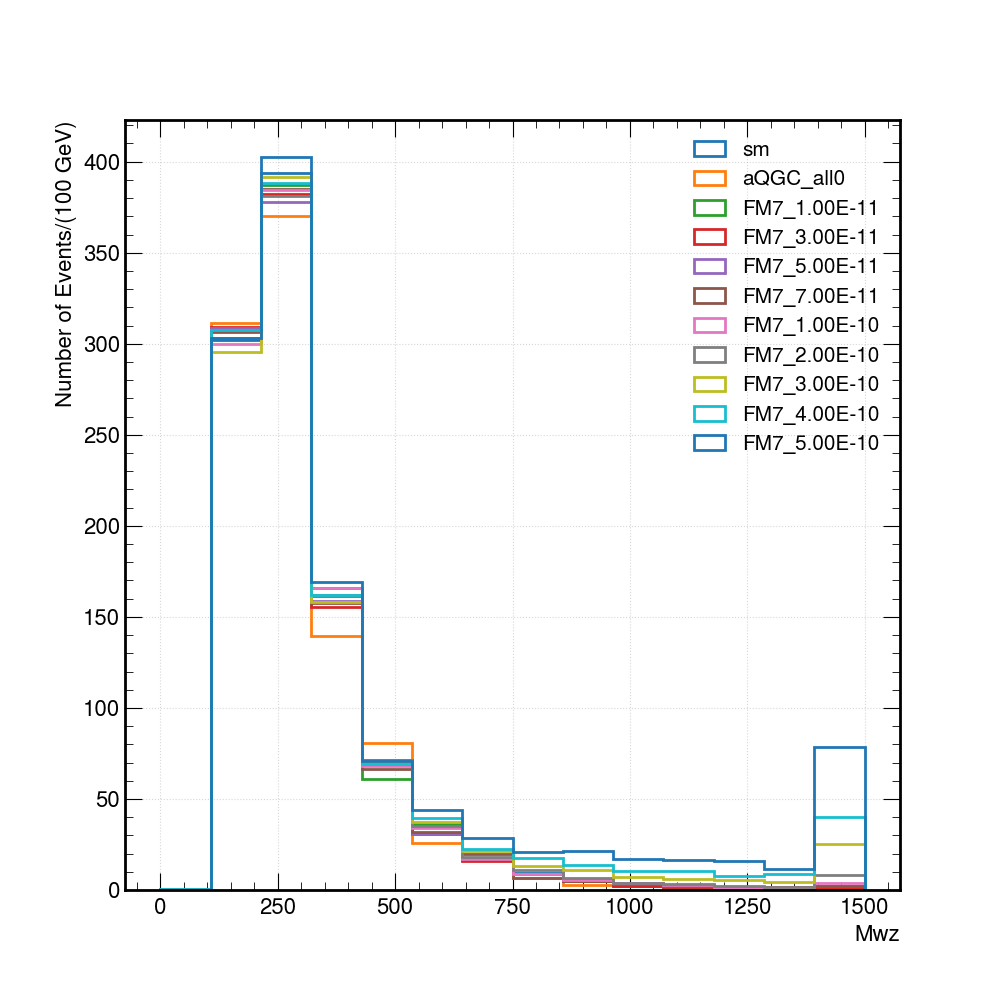 Number of Events/(100 GeV)
400
350
300
250
200
150
100
50
0
sm
aQGC_all0
FM7_1.00E-11
FM7_3.00E-11
FM7_5.00E-11
FM7_7.00E-11
FM7_1.00E-10
FM7_2.00E-10
FM7_3.00E-10
FM7_4.00E-10
FM7_5.00E-10
0 250 500 750 1000 1250 1500
Mwz